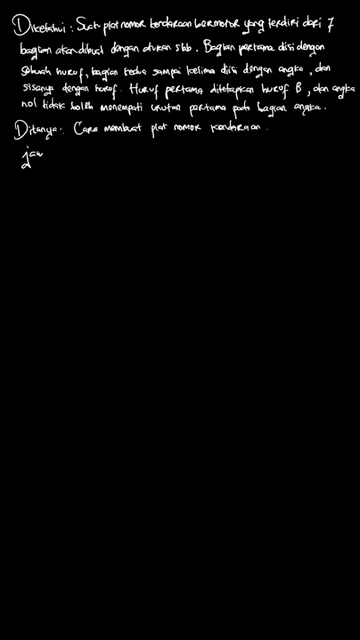 Diketahui : Suat plat nomor kendaraan bermotor yang terdiri dari 7
bagian akan dibuat dengan aturan sbb. Bagian pertama diisi dengan
sebuah huruf, bagian kedua sampai kelima diisi dengan angka, dan
sisanya dengan huruf. Huruf pertama ditetapkan huruf B, dan angka
nol tidak boleh menempati urutan pertama pada bagian angka.
Ditanya : Cara membuat plat nomor kendaraan.
jaw